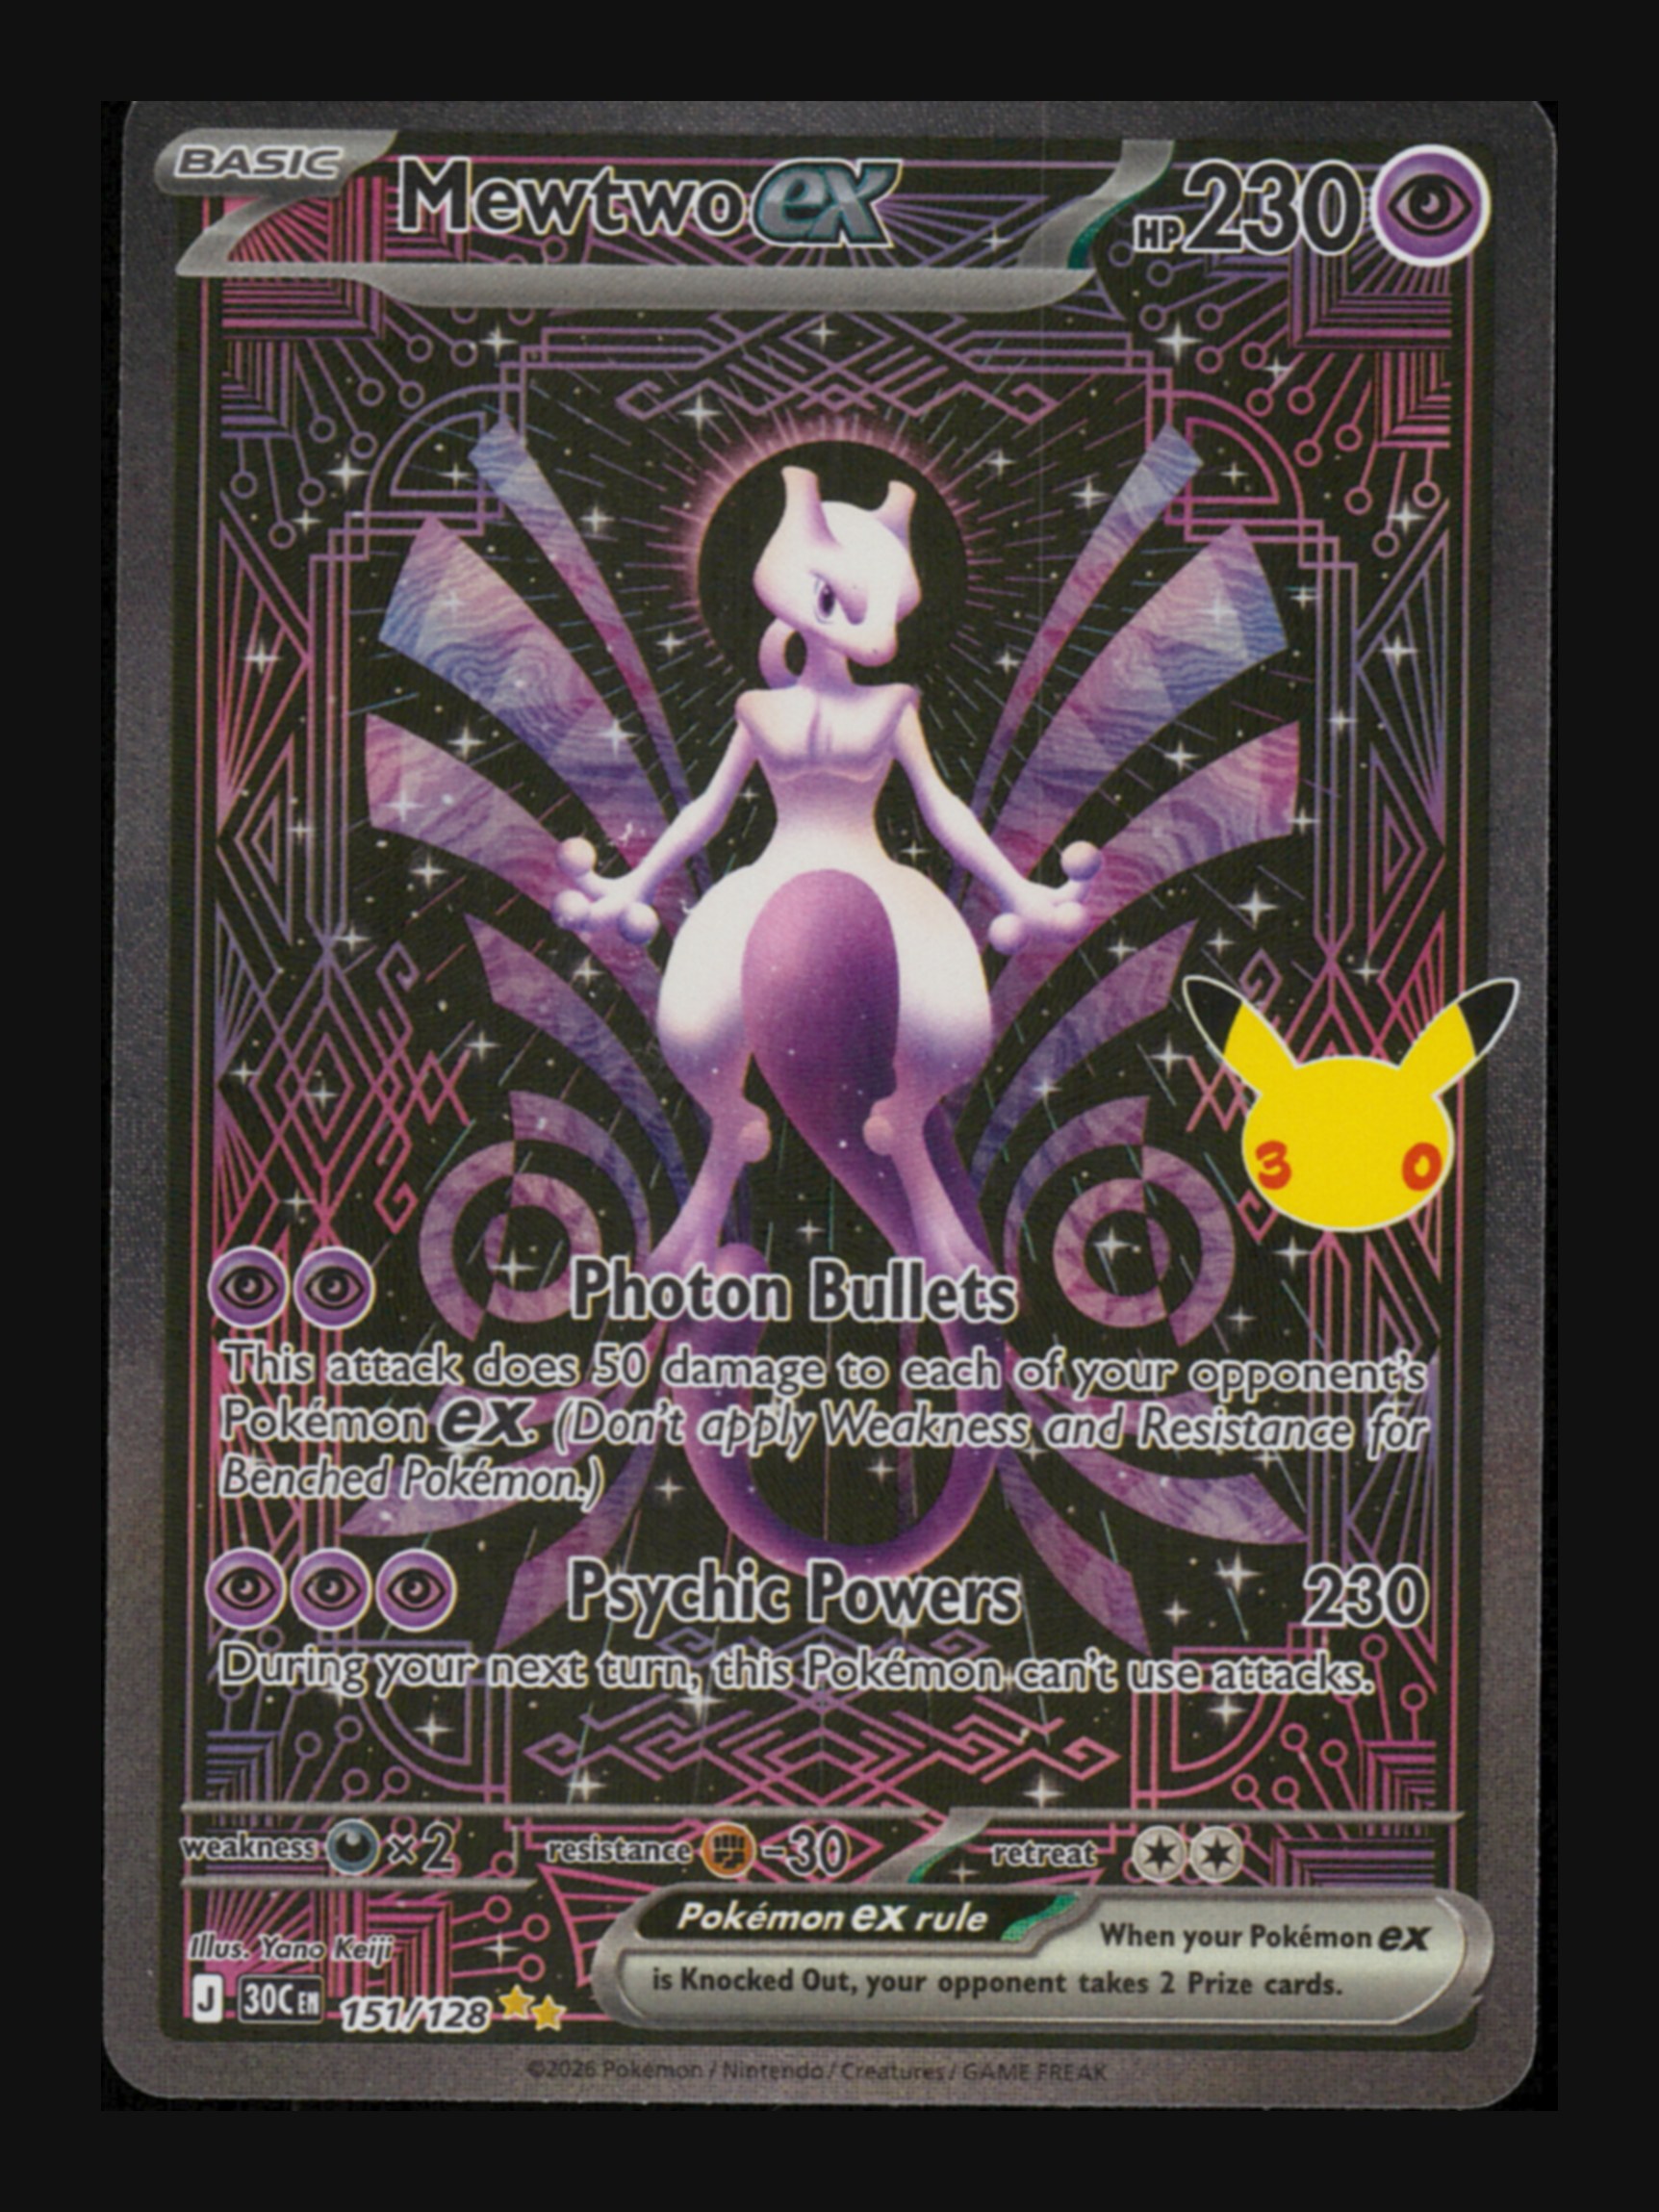 BASIC
Mewtwo ex
HP 230
3 0
Photon Bullets
This attack does 50 damage to each of your opponent's
Pokémon ex. (Don't apply Weakness and Resistance for
Benched Pokémon.)
Psychic Powers 230
During your next turn, this Pokémon can't use attacks.
weakness ×2 resistance -30 retreat
Pokémon ex rule
When your Pokémon ex
is Knocked Out, your opponent takes 2 Prize cards.
Illus. Yano Keiji
J 30C EN 151/128
©2026 Pokémon / Nintendo / Creatures / GAME FREAK